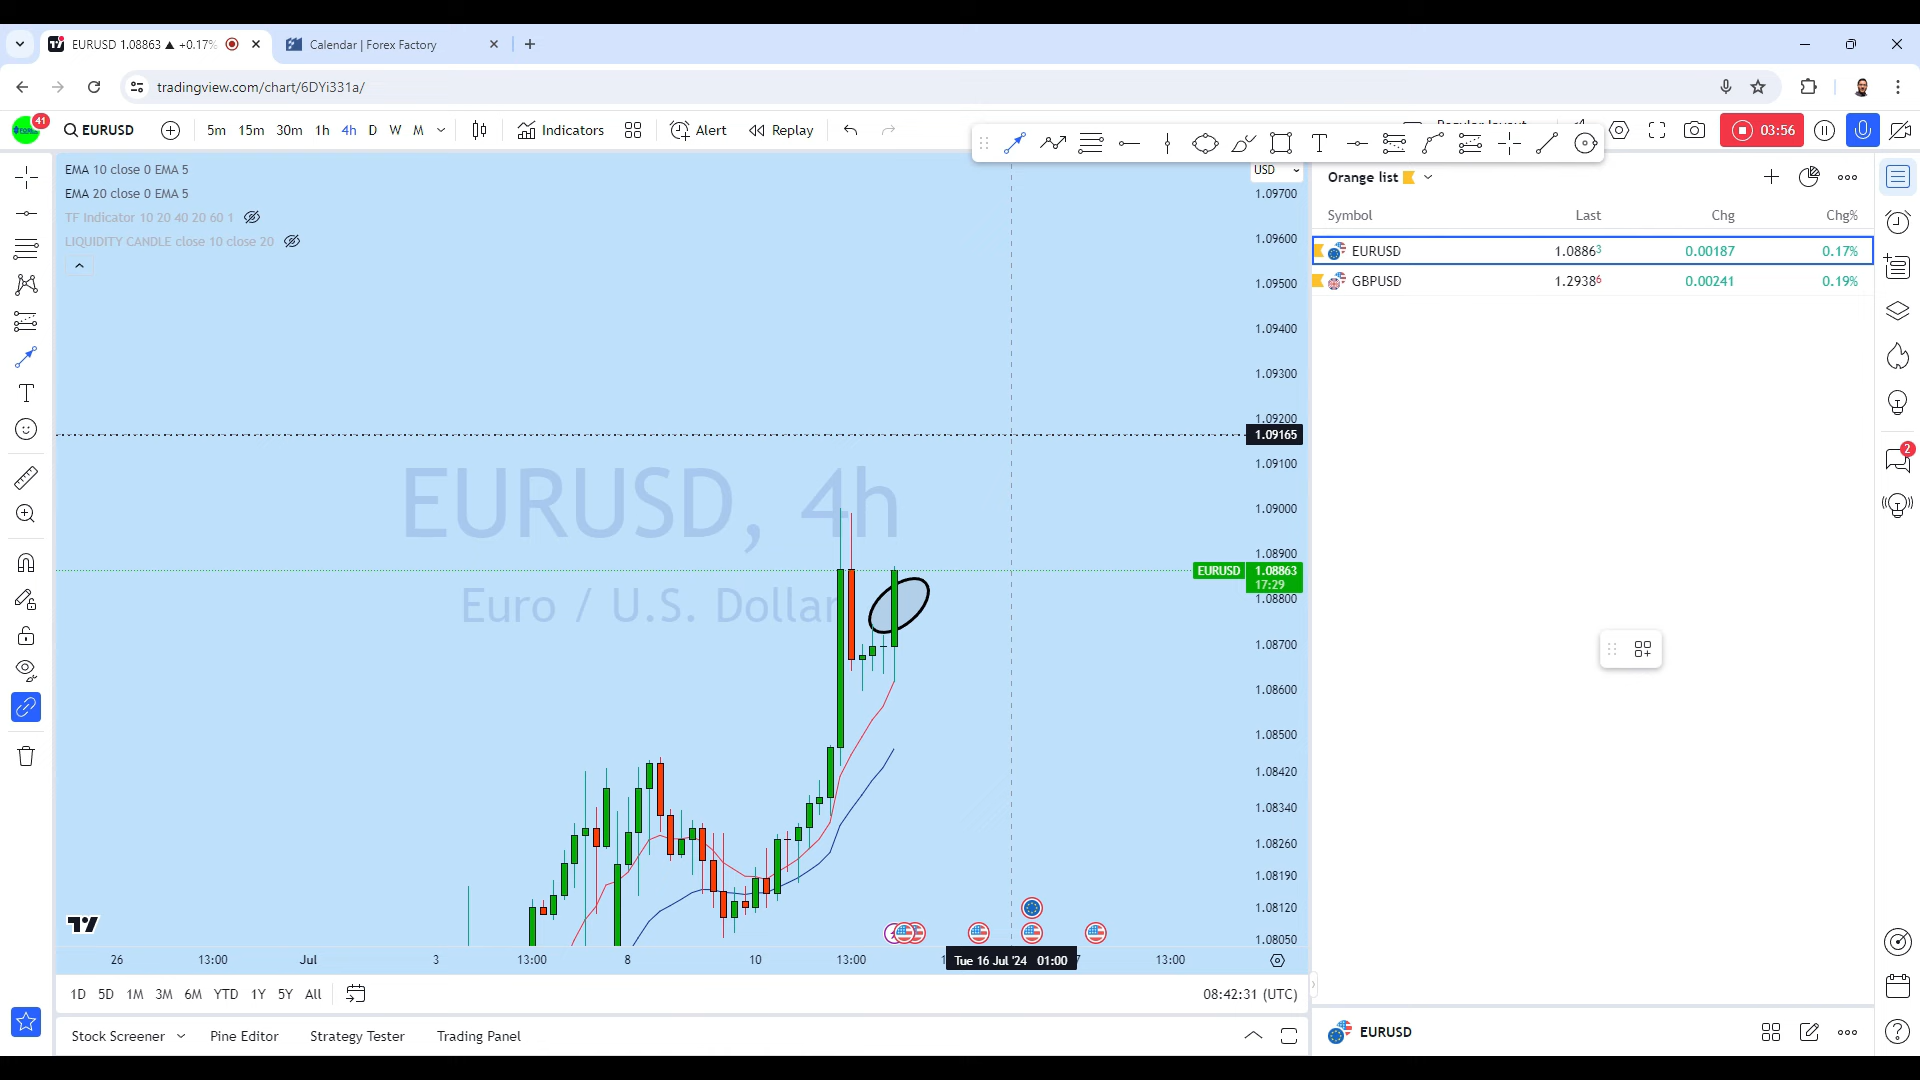 EURUSD 1.08863 ▲ +0.17%
Calendar | Forex Factory
tradingview.com/chart/6DYi331a/
41
EURUSD
5m 15m 30m 1h 4h D W M
Indicators
Alert
Replay
03:56
EMA 10 close 0 EMA 5
EMA 20 close 0 EMA 5
TF Indicator 10 20 40 20 60 1
LIQUIDITY CANDLE close 10 close 20
USD
1.09700
1.09600
1.09500
1.09400
1.09300
1.09200
1.09165
1.09100
1.09000
1.08900
EURUSD 1.08863
17:29
1.08800
1.08700
1.08600
1.08500
1.08420
1.08340
1.08260
1.08190
1.08120
1.08050
EURUSD, 4h
Euro / U.S. Dollar
26 13:00 Jul 3 13:00 8 10 13:00 Tue 16 Jul '24 01:00 13:00
1D 5D 1M 3M 6M YTD 1Y 5Y All
08:42:31 (UTC)
Stock Screener Pine Editor Strategy Tester Trading Panel
Orange list
Symbol Last Chg Chg%
EURUSD 1.08863 0.00187 0.17%
GBPUSD 1.29386 0.00241 0.19%
2
EURUSD